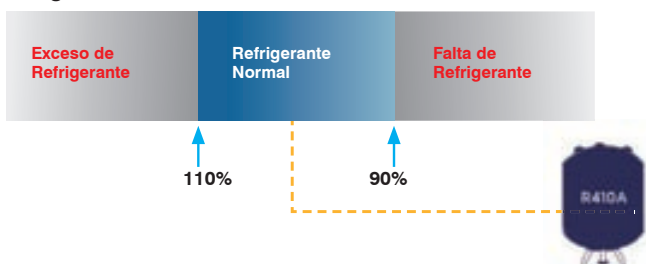 Exceso de
Refrigerante
Refrigerante
Normal
Falta de
Refrigerante
110%
90%
R410A